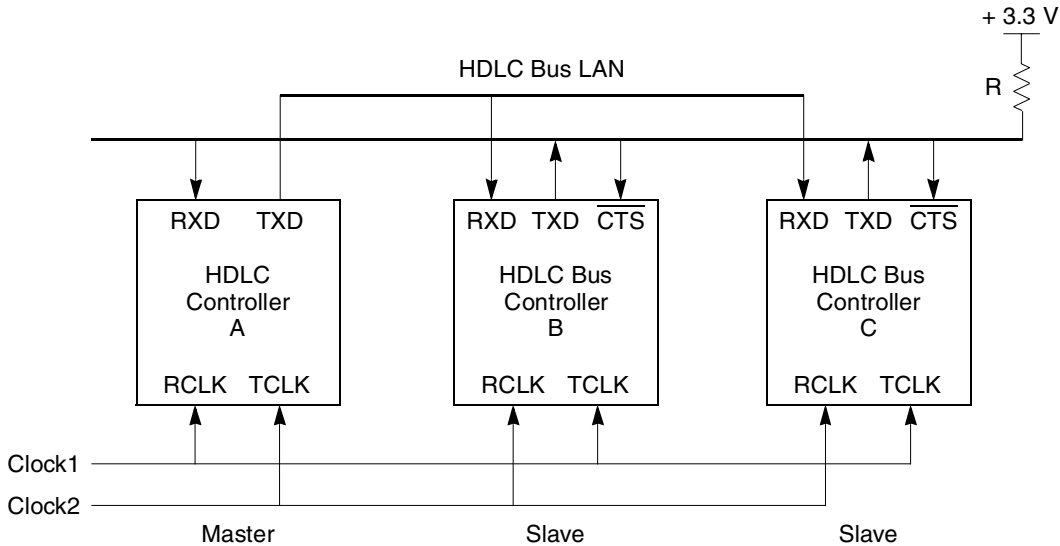 + 3.3 V
HDLC Bus LAN
R
RXD TXD
RXD TXD CTS
RXD TXD CTS
HDLC
Controller
A
HDLC Bus
Controller
B
HDLC Bus
Controller
C
RCLK TCLK
RCLK TCLK
RCLK TCLK
Clock1
Clock2
Master
Slave
Slave